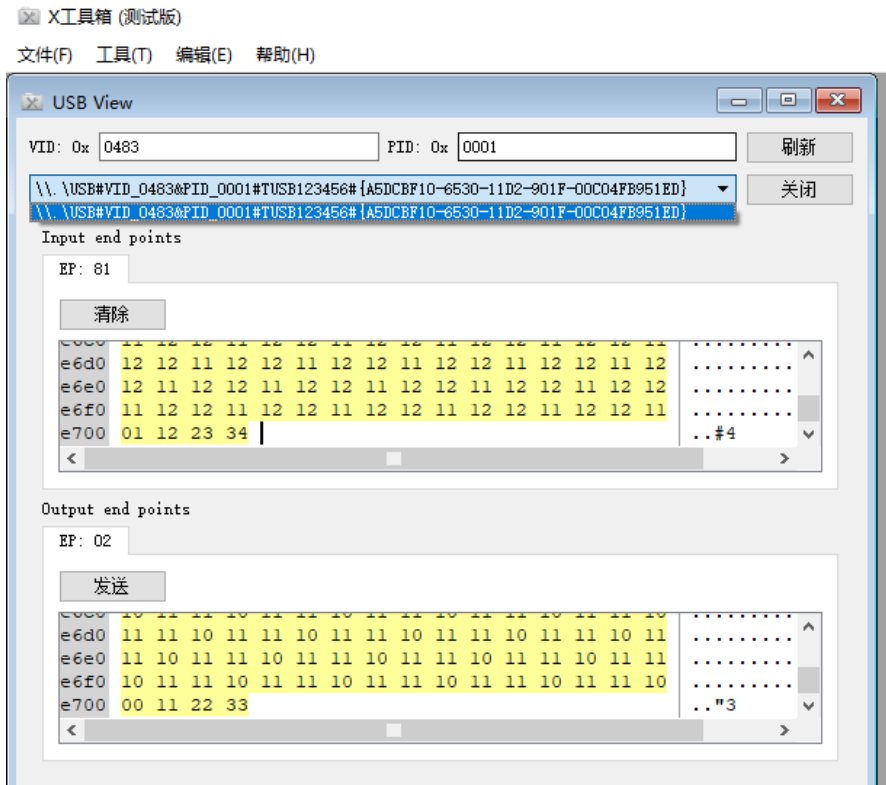 X工具箱 (测试版)
文件(F) 工具(T) 编辑(E) 帮助(H)
USB View
VID: 0x 0483 PID: 0x 0001 刷新
\\.\USB#VID_0483&PID_0001#TUSB123456#{A5DCBF10-6530-11D2-901F-00C04FB951ED} 关闭
\\.\USB#VID_0483&PID_0001#TUSB123456#{A5DCBF10-6530-11D2-901F-00C04FB951ED}
Input end points
EP: 81
清除
e6d0 12 12 11 12 12 11 12 12 11 12 12 11 12 12 11 12 .........
e6e0 12 11 12 12 11 12 12 11 12 12 11 12 12 11 12 12 .........
e6f0 11 12 12 11 12 12 11 12 12 11 12 12 11 12 12 11 .........
e700 01 12 23 34 ..#4
Output end points
EP: 02
发送
e6d0 11 11 10 11 11 10 11 11 10 11 11 10 11 11 10 11 .........
e6e0 11 10 11 11 10 11 11 10 11 11 10 11 11 10 11 11 .........
e6f0 10 11 11 10 11 11 10 11 11 10 11 11 10 11 11 10 .........
e700 00 11 22 33 .."3